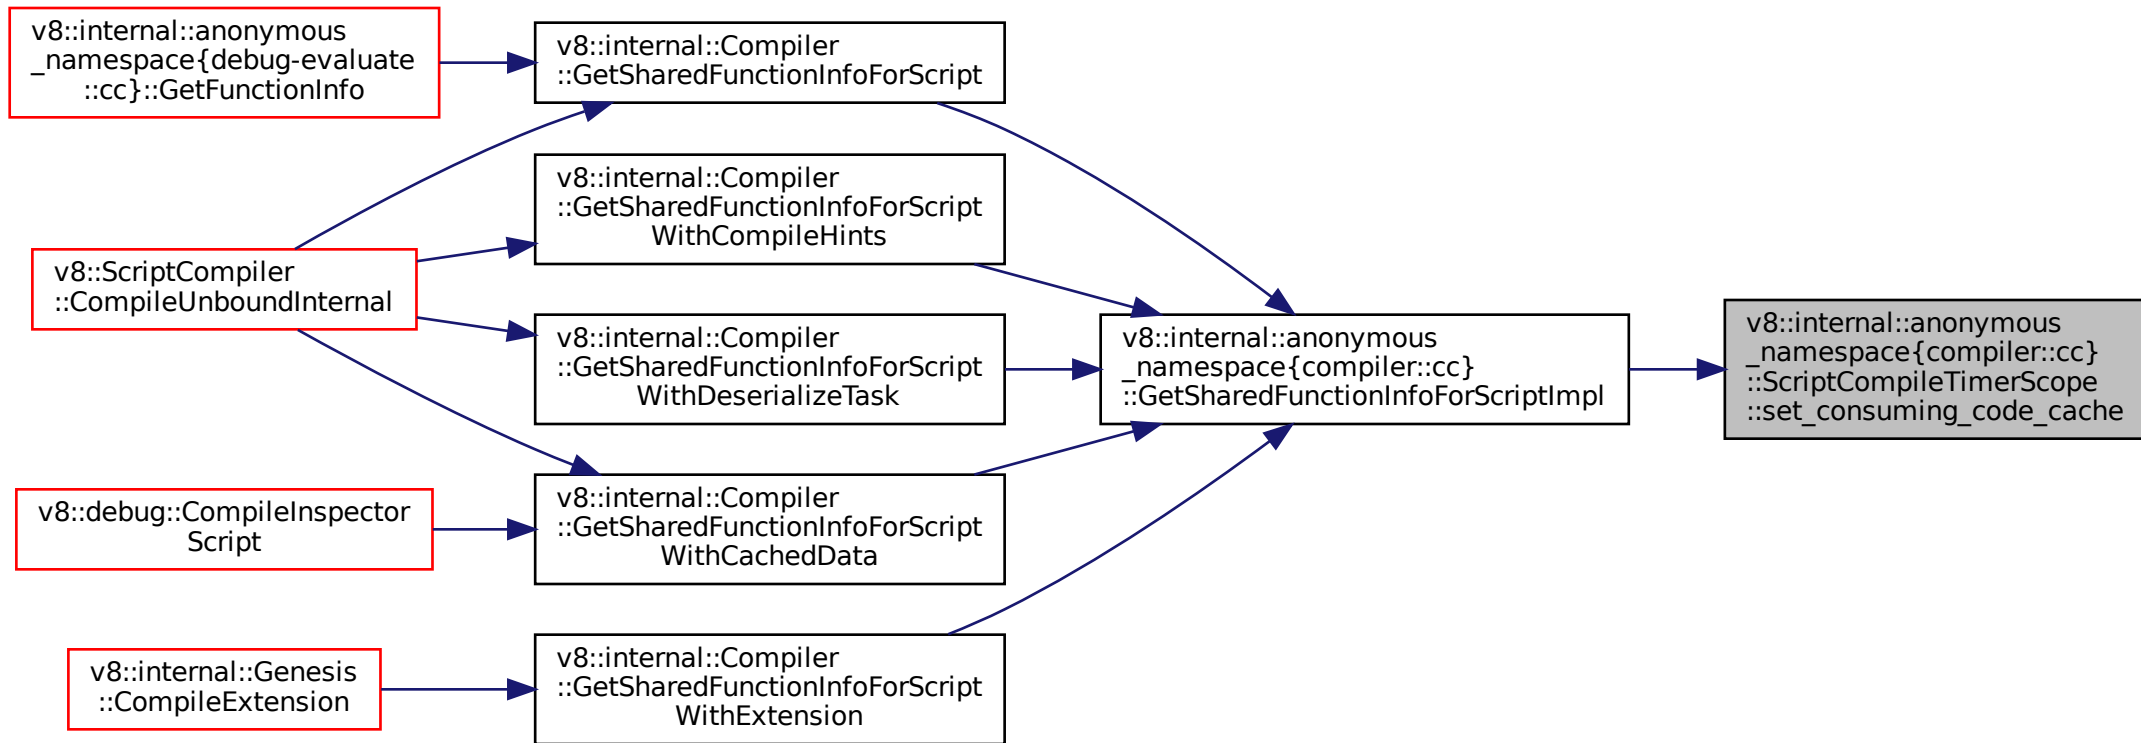 v8::internal::anonymous
_namespace{debug-evaluate
::cc}::GetFunctionInfo
v8::ScriptCompiler
::CompileUnboundInternal
v8::debug::CompileInspector
Script
v8::internal::Genesis
::CompileExtension
v8::internal::Compiler
::GetSharedFunctionInfoForScript
v8::internal::Compiler
::GetSharedFunctionInfoForScript
WithCompileHints
v8::internal::Compiler
::GetSharedFunctionInfoForScript
WithDeserializeTask
v8::internal::Compiler
::GetSharedFunctionInfoForScript
WithCachedData
v8::internal::Compiler
::GetSharedFunctionInfoForScript
WithExtension
v8::internal::anonymous
_namespace{compiler::cc}
::GetSharedFunctionInfoForScriptImpl
v8::internal::anonymous
_namespace{compiler::cc}
::ScriptCompileTimerScope
::set_consuming_code_cache